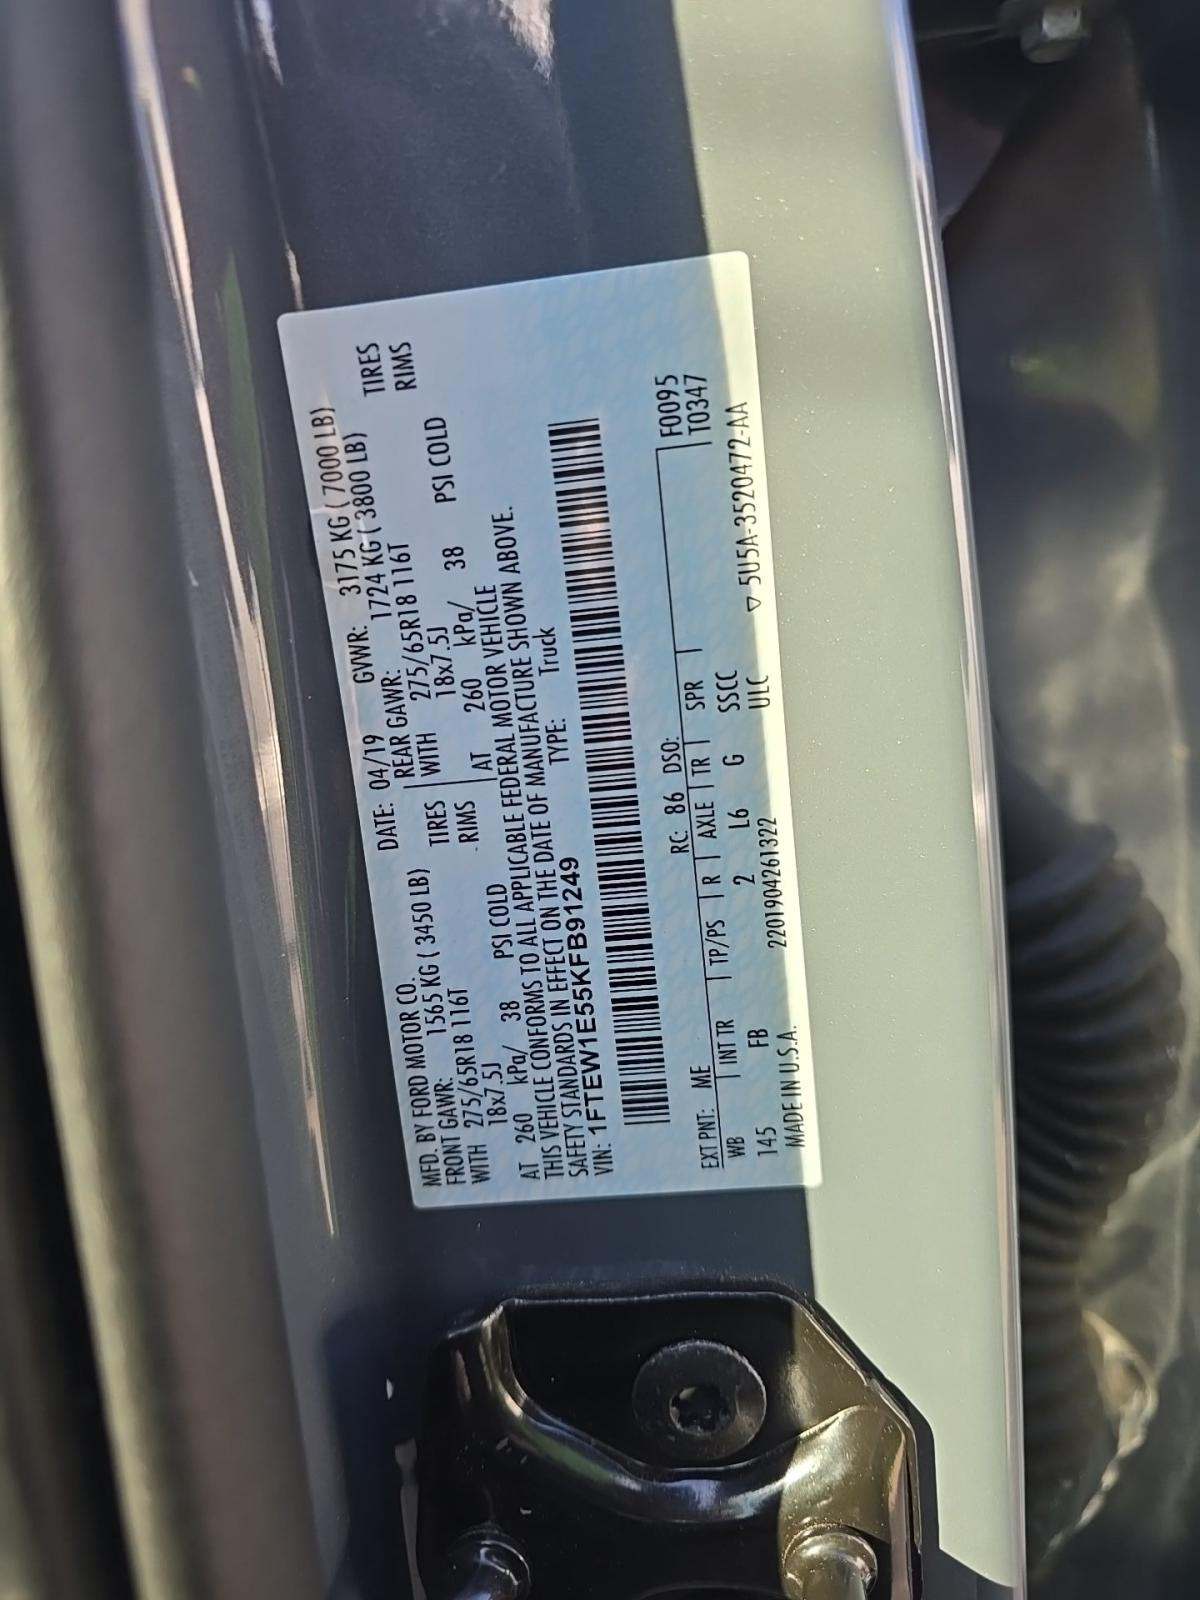 MFD. BY FORD MOTOR CO. DATE: 04/19 GVWR: 3175 KG ( 7000 LB)
FRONT GAWR: 1565 KG ( 3450 LB) REAR GAWR: 1724 KG ( 3800 LB)
WITH 275/65R18 116T TIRES WITH 275/65R18 116T TIRES
18x7.5J RIMS 18x7.5J RIMS
AT 260 kPa/ 38 PSI COLD AT 260 kPa/ 38 PSI COLD
THIS VEHICLE CONFORMS TO ALL APPLICABLE FEDERAL MOTOR VEHICLE
SAFETY STANDARDS IN EFFECT ON THE DATE OF MANUFACTURE SHOWN ABOVE.
VIN: 1FTEW1E55KFB91249 TYPE: Truck
F0095
EXT PNT: ME RC: 86 DSO: T0347
WB INT TR TP/PS R AXLE TR SPR
145 FB 2 L6 G SSCC
2201904261322 ULC ▽ 5U5A-3520472-AA
MADE IN U.S.A.